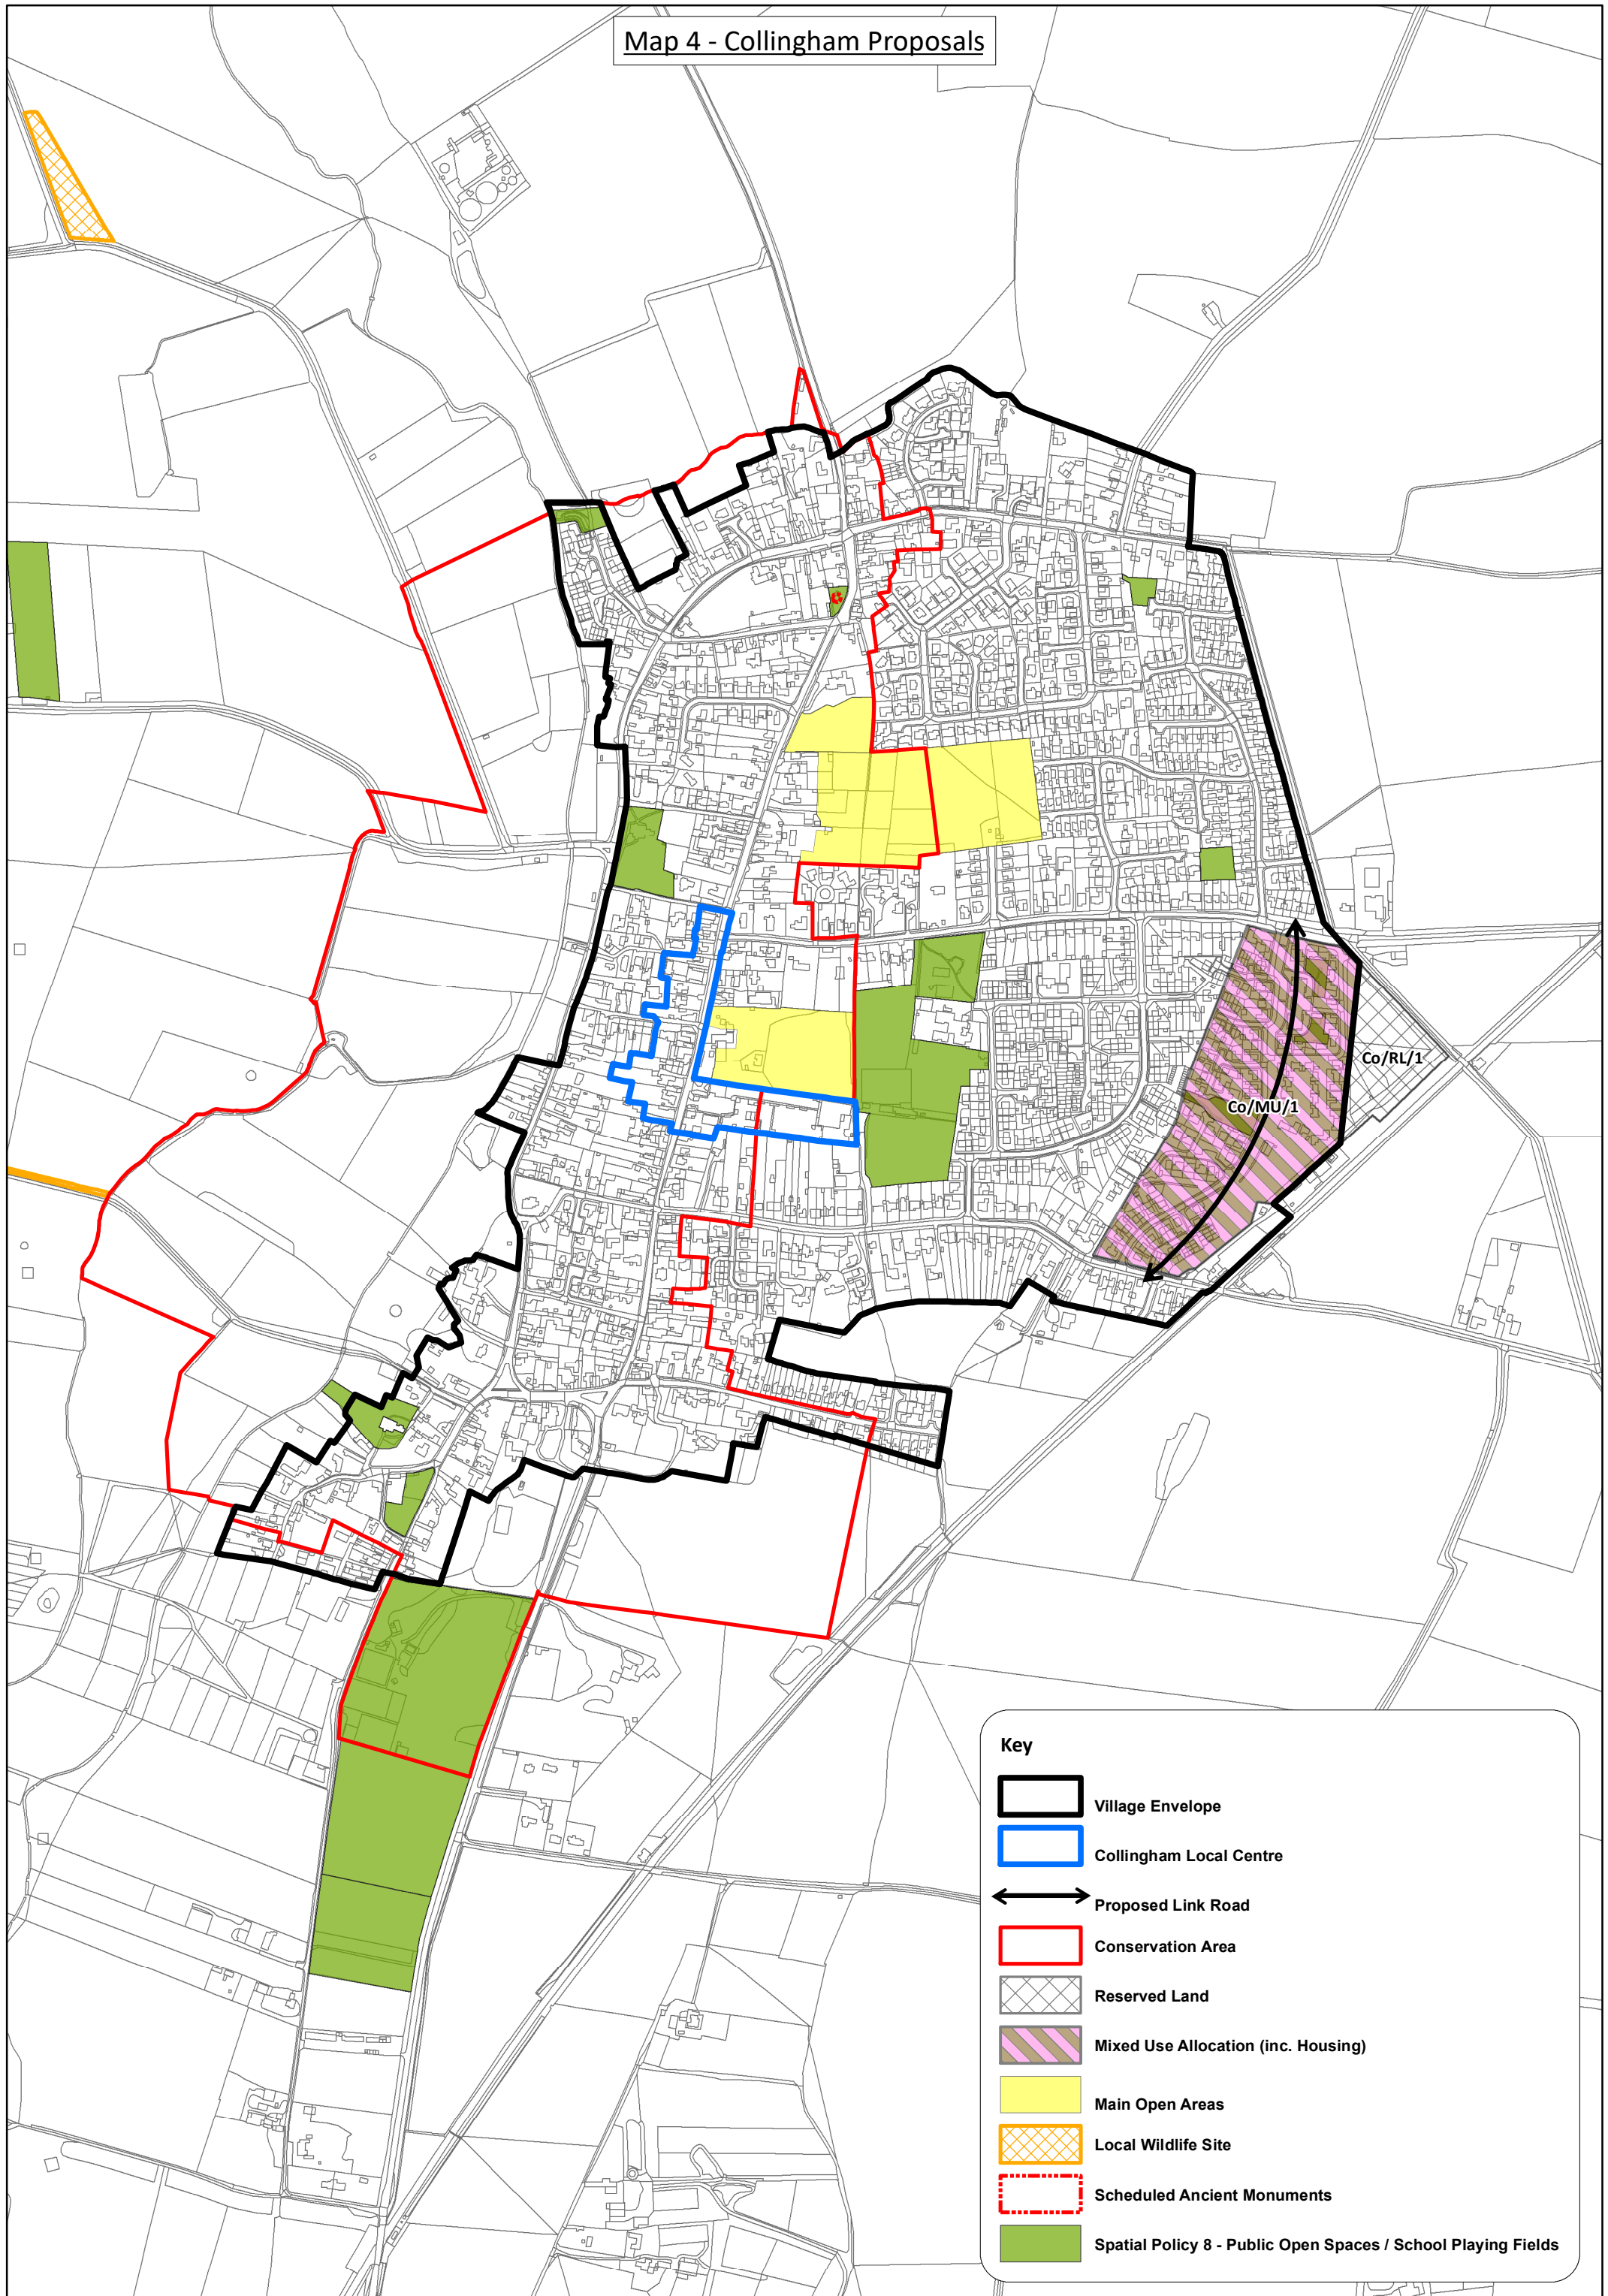 Map 4 - Collingham Proposals
Co/RL/1
Co/MU/1
Key
Village Envelope
Collingham Local Centre
Proposed Link Road
Conservation Area
Reserved Land
Mixed Use Allocation (inc. Housing)
Main Open Areas
Local Wildlife Site
Scheduled Ancient Monuments
Spatial Policy 8 - Public Open Spaces / School Playing Fields